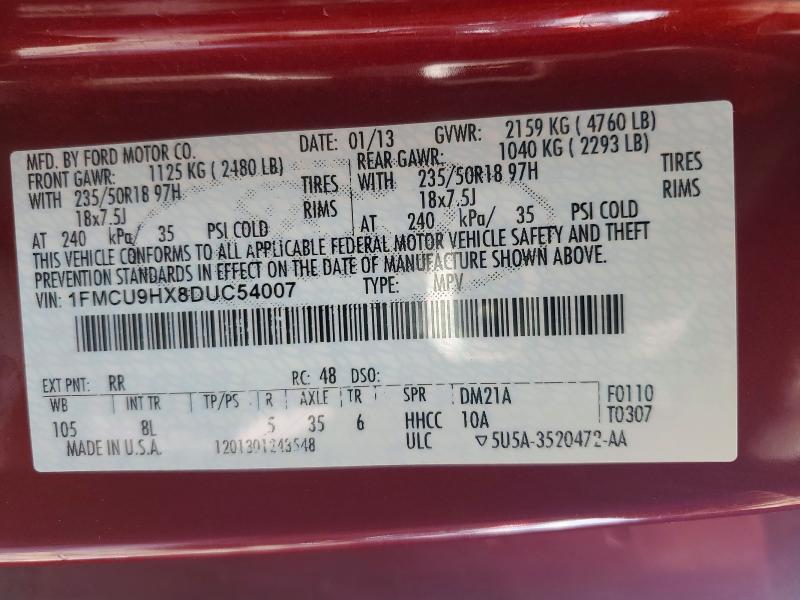 MFD. BY FORD MOTOR CO. DATE: 01/13 GVWR: 2159 KG ( 4760 LB)
FRONT GAWR: 1125 KG ( 2480 LB) REAR GAWR: 1040 KG ( 2293 LB)
WITH 235/50R18 97H TIRES WITH 235/50R18 97H TIRES
18x7.5J RIMS 18x7.5J RIMS
AT 240 kPa/ 35 PSI COLD AT 240 kPa/ 35 PSI COLD
THIS VEHICLE CONFORMS TO ALL APPLICABLE FEDERAL MOTOR VEHICLE SAFETY AND THEFT
PREVENTION STANDARDS IN EFFECT ON THE DATE OF MANUFACTURE SHOWN ABOVE.
VIN: 1FMCU9HX8DUC54007 TYPE: MPV
EXT PNT: RR RC: 48 DSO:
WB INT TR TP/PS R AXLE TR SPR DM21A F0110
105 8L 5 35 6 HHCC 10A T0307
MADE IN U.S.A. 1201301243548 ULC ▽5U5A-3520472-AA